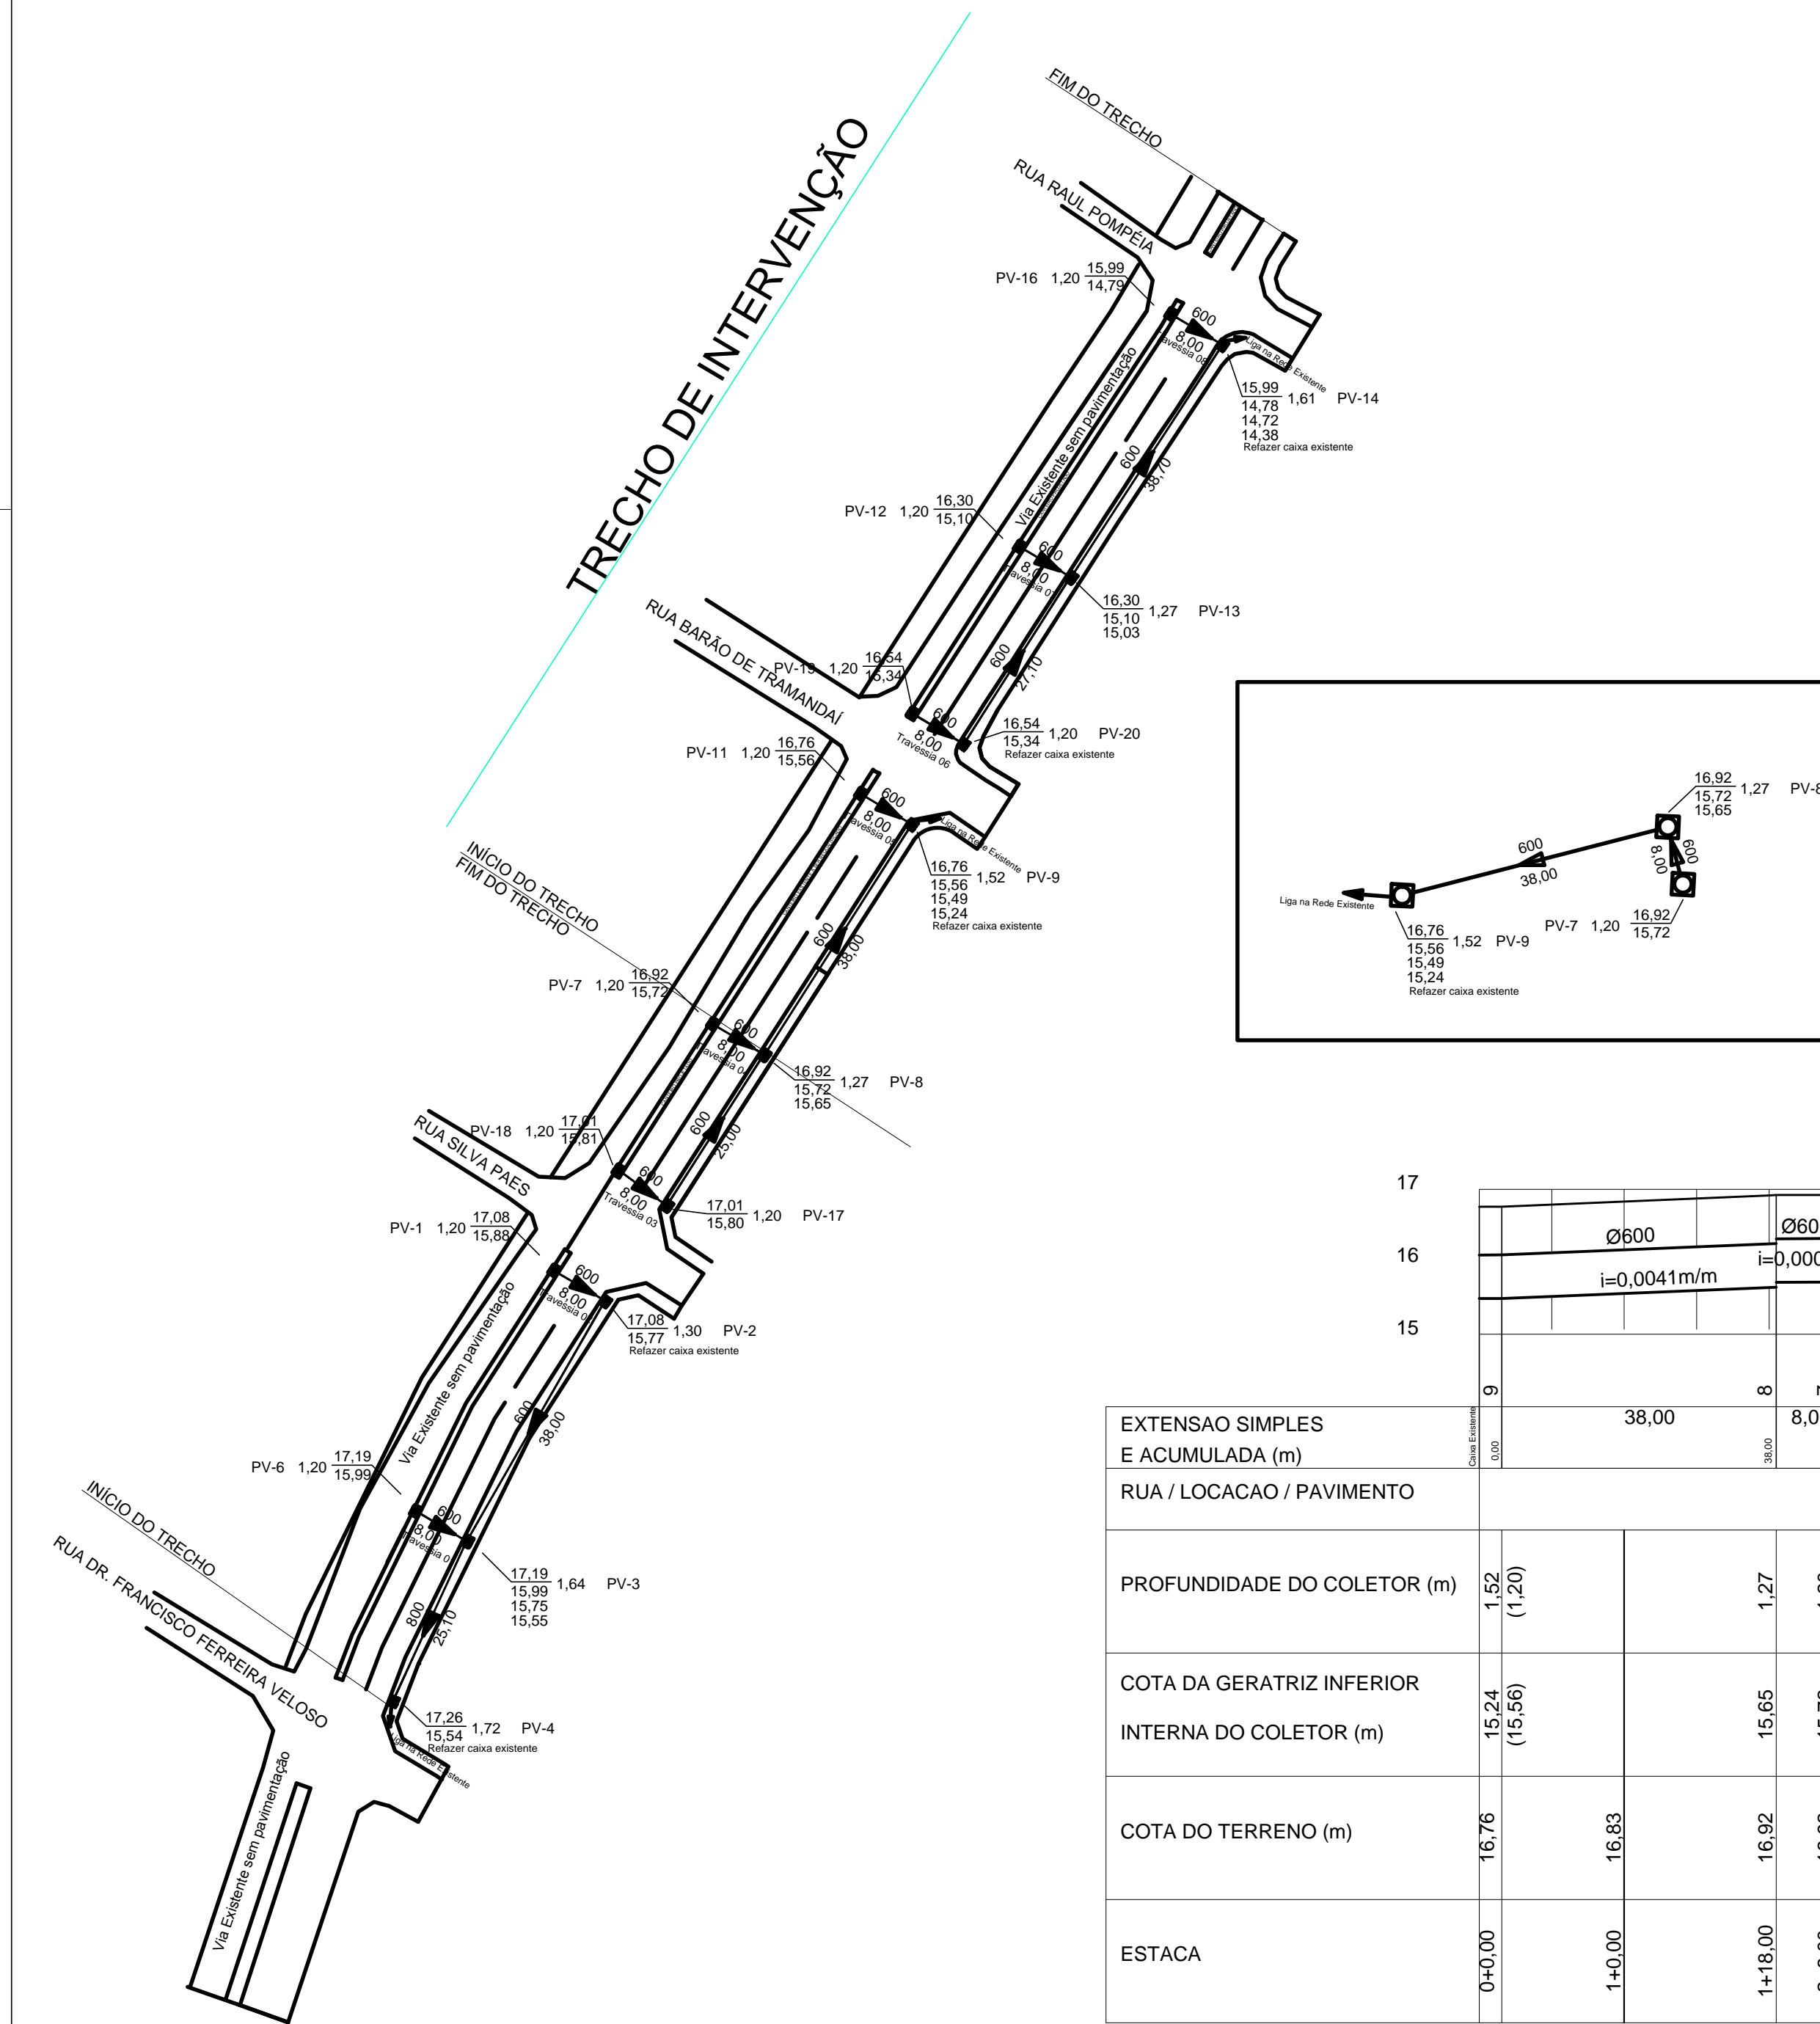 FIM DO TRECHO
RUA RAUL POMPÉIA
TRECHO DE INTERVENÇÃO
PV-16 1,20 15,99
14,79
600
8,00
Liga na Rede Existente
15,99
14,78 1,61 PV-14
14,72
14,38
Refazer caixa existente
Via Existente sem pavimentação
600
38,70
PV-12 1,20 16,30
15,10
600
8,00
16,30
15,10 1,27 PV-13
15,03
600
27,10
RUA BARÃO DE TRAMANDAÍ
PV-19 1,20 16,54
15,34
600
8,00
Travessia 06
16,54
15,34 1,20 PV-20
Refazer caixa existente
PV-11 1,20 16,76
15,56
600
8,00
Liga na Rede Existente
16,76
15,56 1,52 PV-9
15,49
15,24
Refazer caixa existente
INÍCIO DO TRECHO
FIM DO TRECHO
600
38,00
PV-7 1,20 16,92
15,72
600
8,00
16,92
15,72 1,27 PV-8
15,65
600
25,00
RUA SILVA PAES
PV-18 1,20 17,01
15,81
600
8,00
Travessia 03
17,01
15,80 1,20 PV-17
PV-1 1,20 17,08
15,88
600
8,00
17,08
15,77 1,30 PV-2
Refazer caixa existente
Via Existente sem pavimentação
600
38,00
PV-6 1,20 17,19
15,99
600
8,00
17,19
15,99 1,64 PV-3
15,75
15,55
INÍCIO DO TRECHO
RUA DR. FRANCISCO FERREIRA VELOSO
800
25,10
17,26
15,54 1,72 PV-4
Refazer caixa existente
Liga na Rede Existente
Via Existente sem pavimentação
16,92
15,72 1,27
15,65
600
38,00
600
8,00
Liga na Rede Existente
16,76
15,56 1,52 PV-9
15,49
15,24
Refazer caixa existente
PV-7 1,20 16,92
15,72
17
16
15
Ø600
i=0,0041m/m
9
8
EXTENSAO SIMPLES
E ACUMULADA (m)
Caixa Existente
0,00
38,00
38,00
RUA / LOCACAO / PAVIMENTO
PROFUNDIDADE DO COLETOR (m)
1,52
(1,20)
1,27
COTA DA GERATRIZ INFERIOR
INTERNA DO COLETOR (m)
15,24
(15,56)
15,65
COTA DO TERRENO (m)
16,76
16,83
16,92
ESTACA
0+0,00
1+0,00
1+18,00